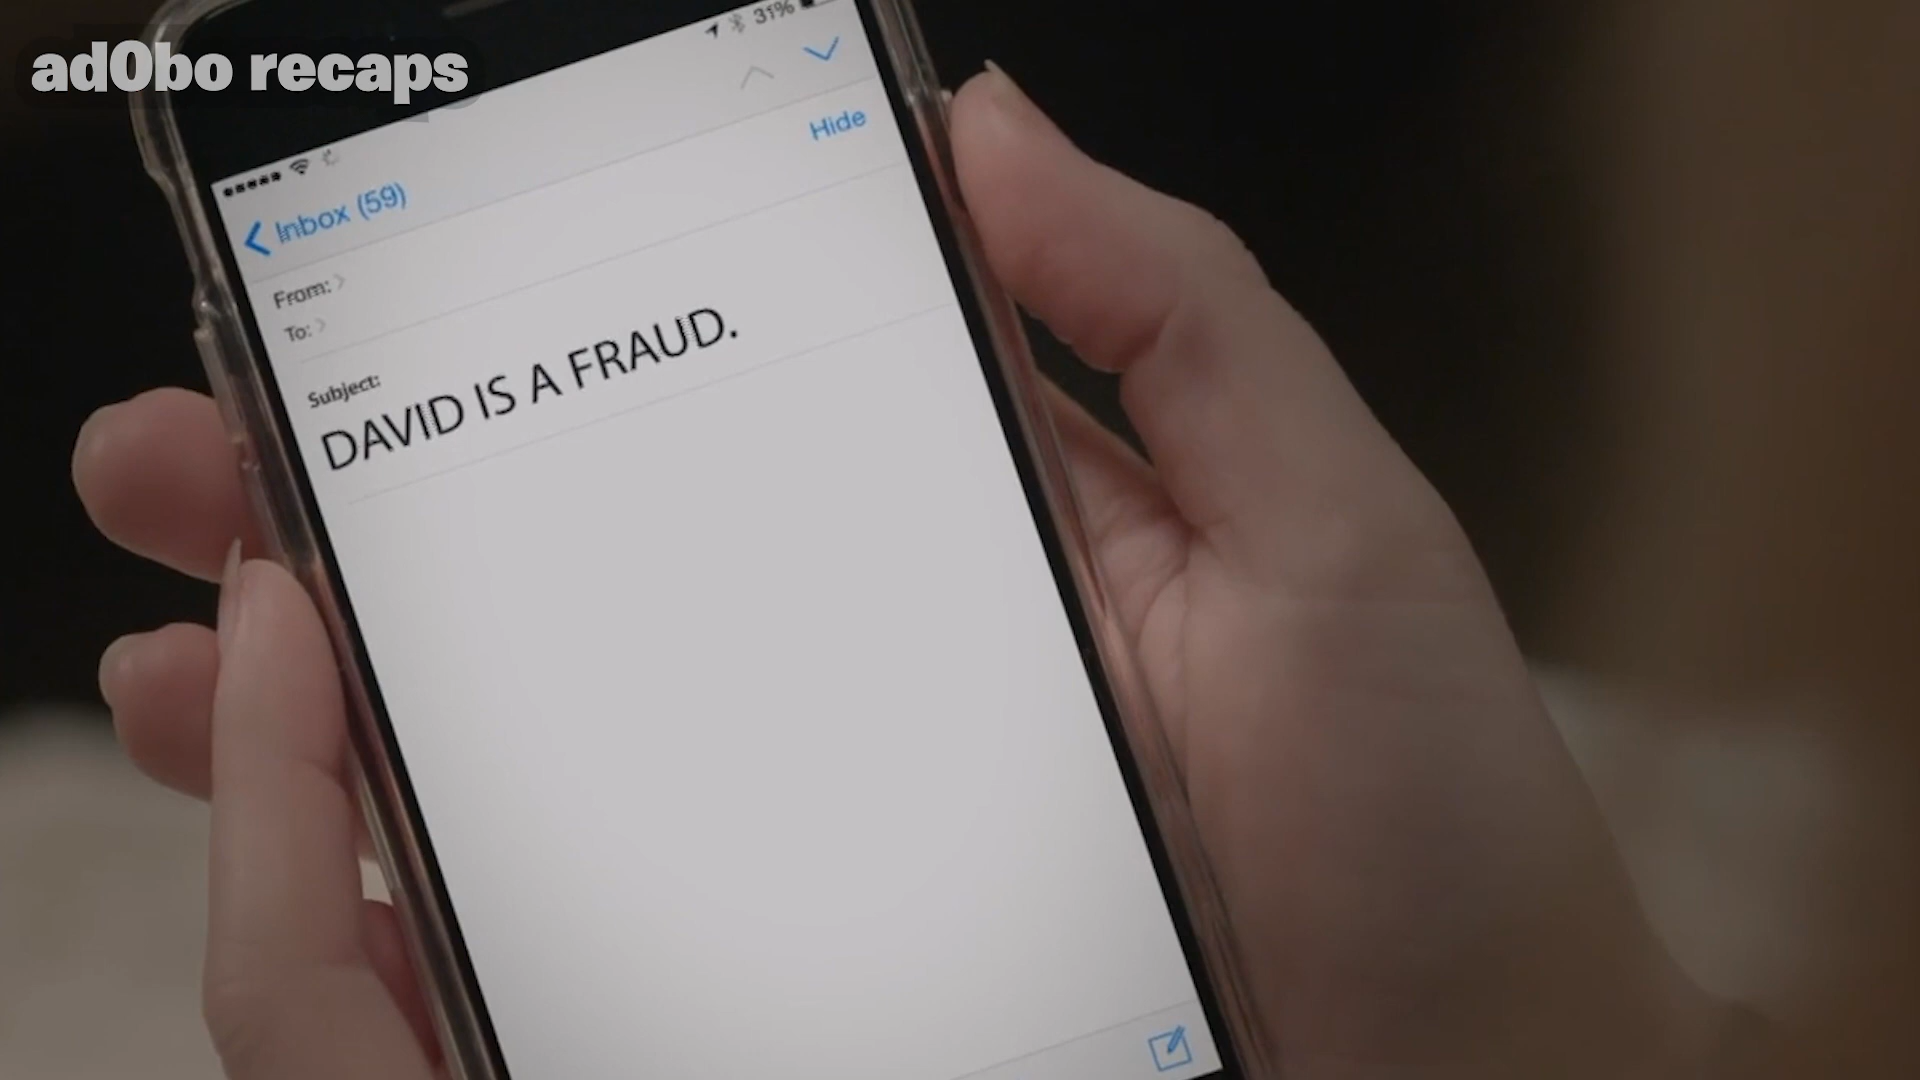 ad0bo recaps
31%
Hide
Inbox (59)
From:
To:
Subject:
DAVID IS A FRAUD.